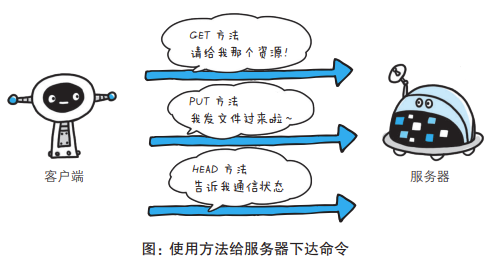 GET 方法
请给我那个资源!
PUT 方法
我发文件过来啦~
HEAD 方法
告诉我通信状态
客户端
服务器
图：使用方法给服务器下达命令